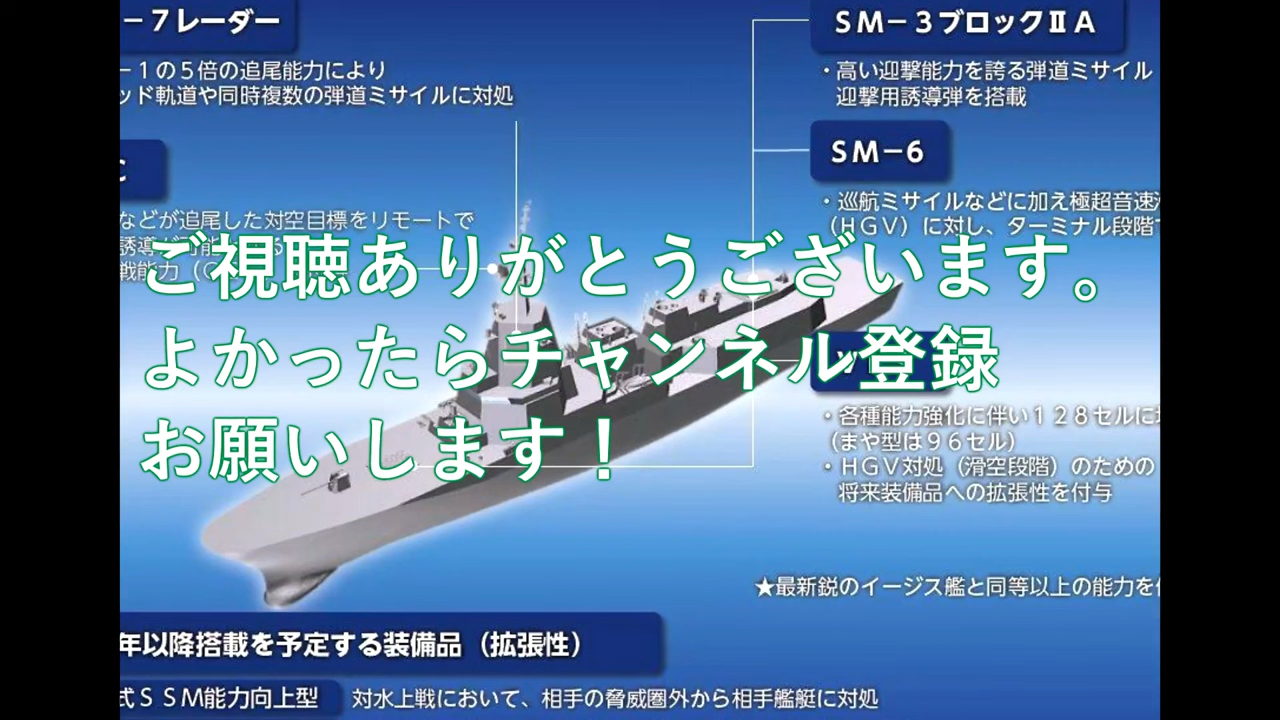 －７レーダー
－１の５倍の追尾能力により
ッド軌道や同時複数の弾道ミサイルに対処
Ｃ
などが追尾した対空目標をリモートで
戦能力（
ＳＭ－３ブロックⅡＡ
・高い迎撃能力を誇る弾道ミサイル
迎撃用誘導弾を搭載
ＳＭ－６
・巡航ミサイルなどに加え極超音速
（ＨＧＶ）に対し、ターミナル段階
ご視聴ありがとうございます。
よかったらチャンネル登録
お願いします！
・各種能力強化に伴い１２８セルに
（まや型は９６セル）
・ＨＧＶ対処（滑空段階）のための
将来装備品への拡張性を付与
★最新鋭のイージス艦と同等以上の能力を
年以降搭載を予定する装備品（拡張性）
式ＳＳＭ能力向上型
対水上戦において、相手の脅威圏外から相手艦艇に対処